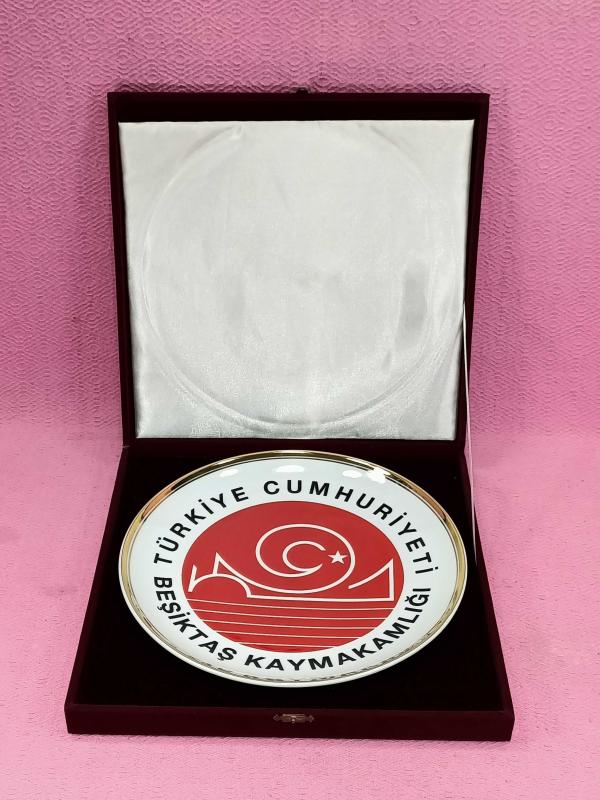 TÜRKİYE CUMHURİYETİ
BEŞİKTAŞ KAYMAKAMLIĞI